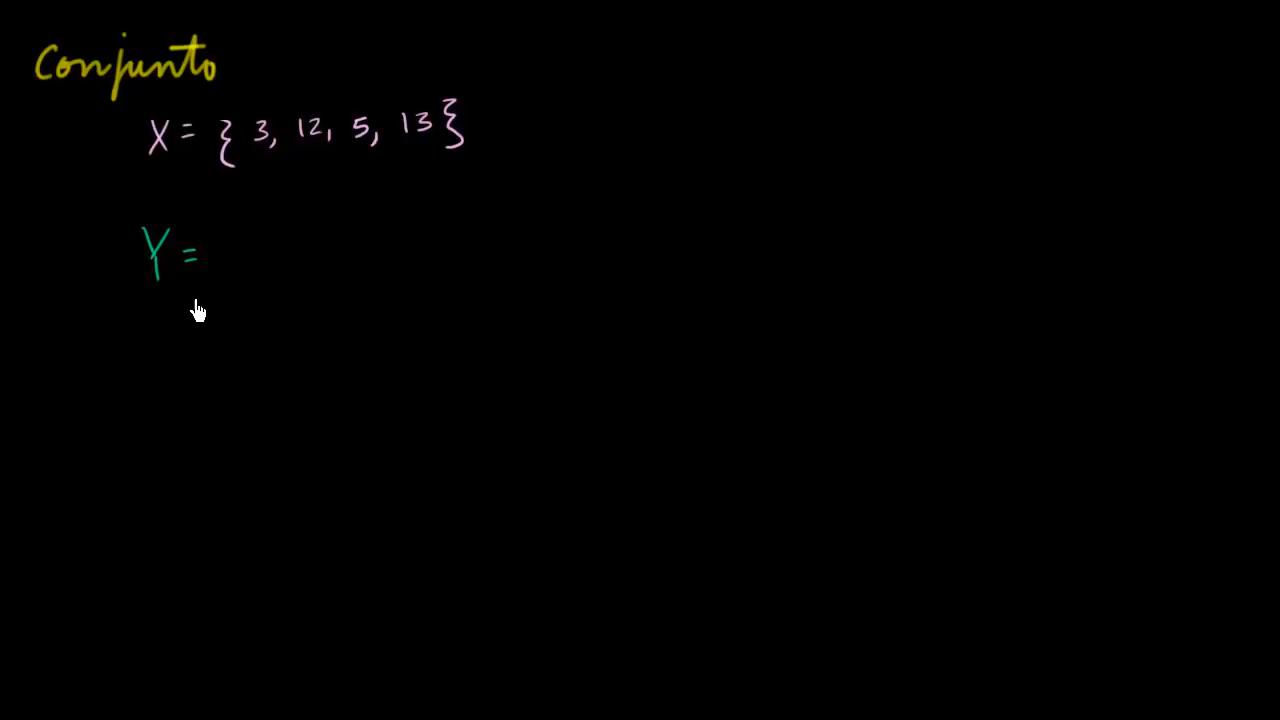 Conjunto
X = { 3, 12, 5, 13}
Y =